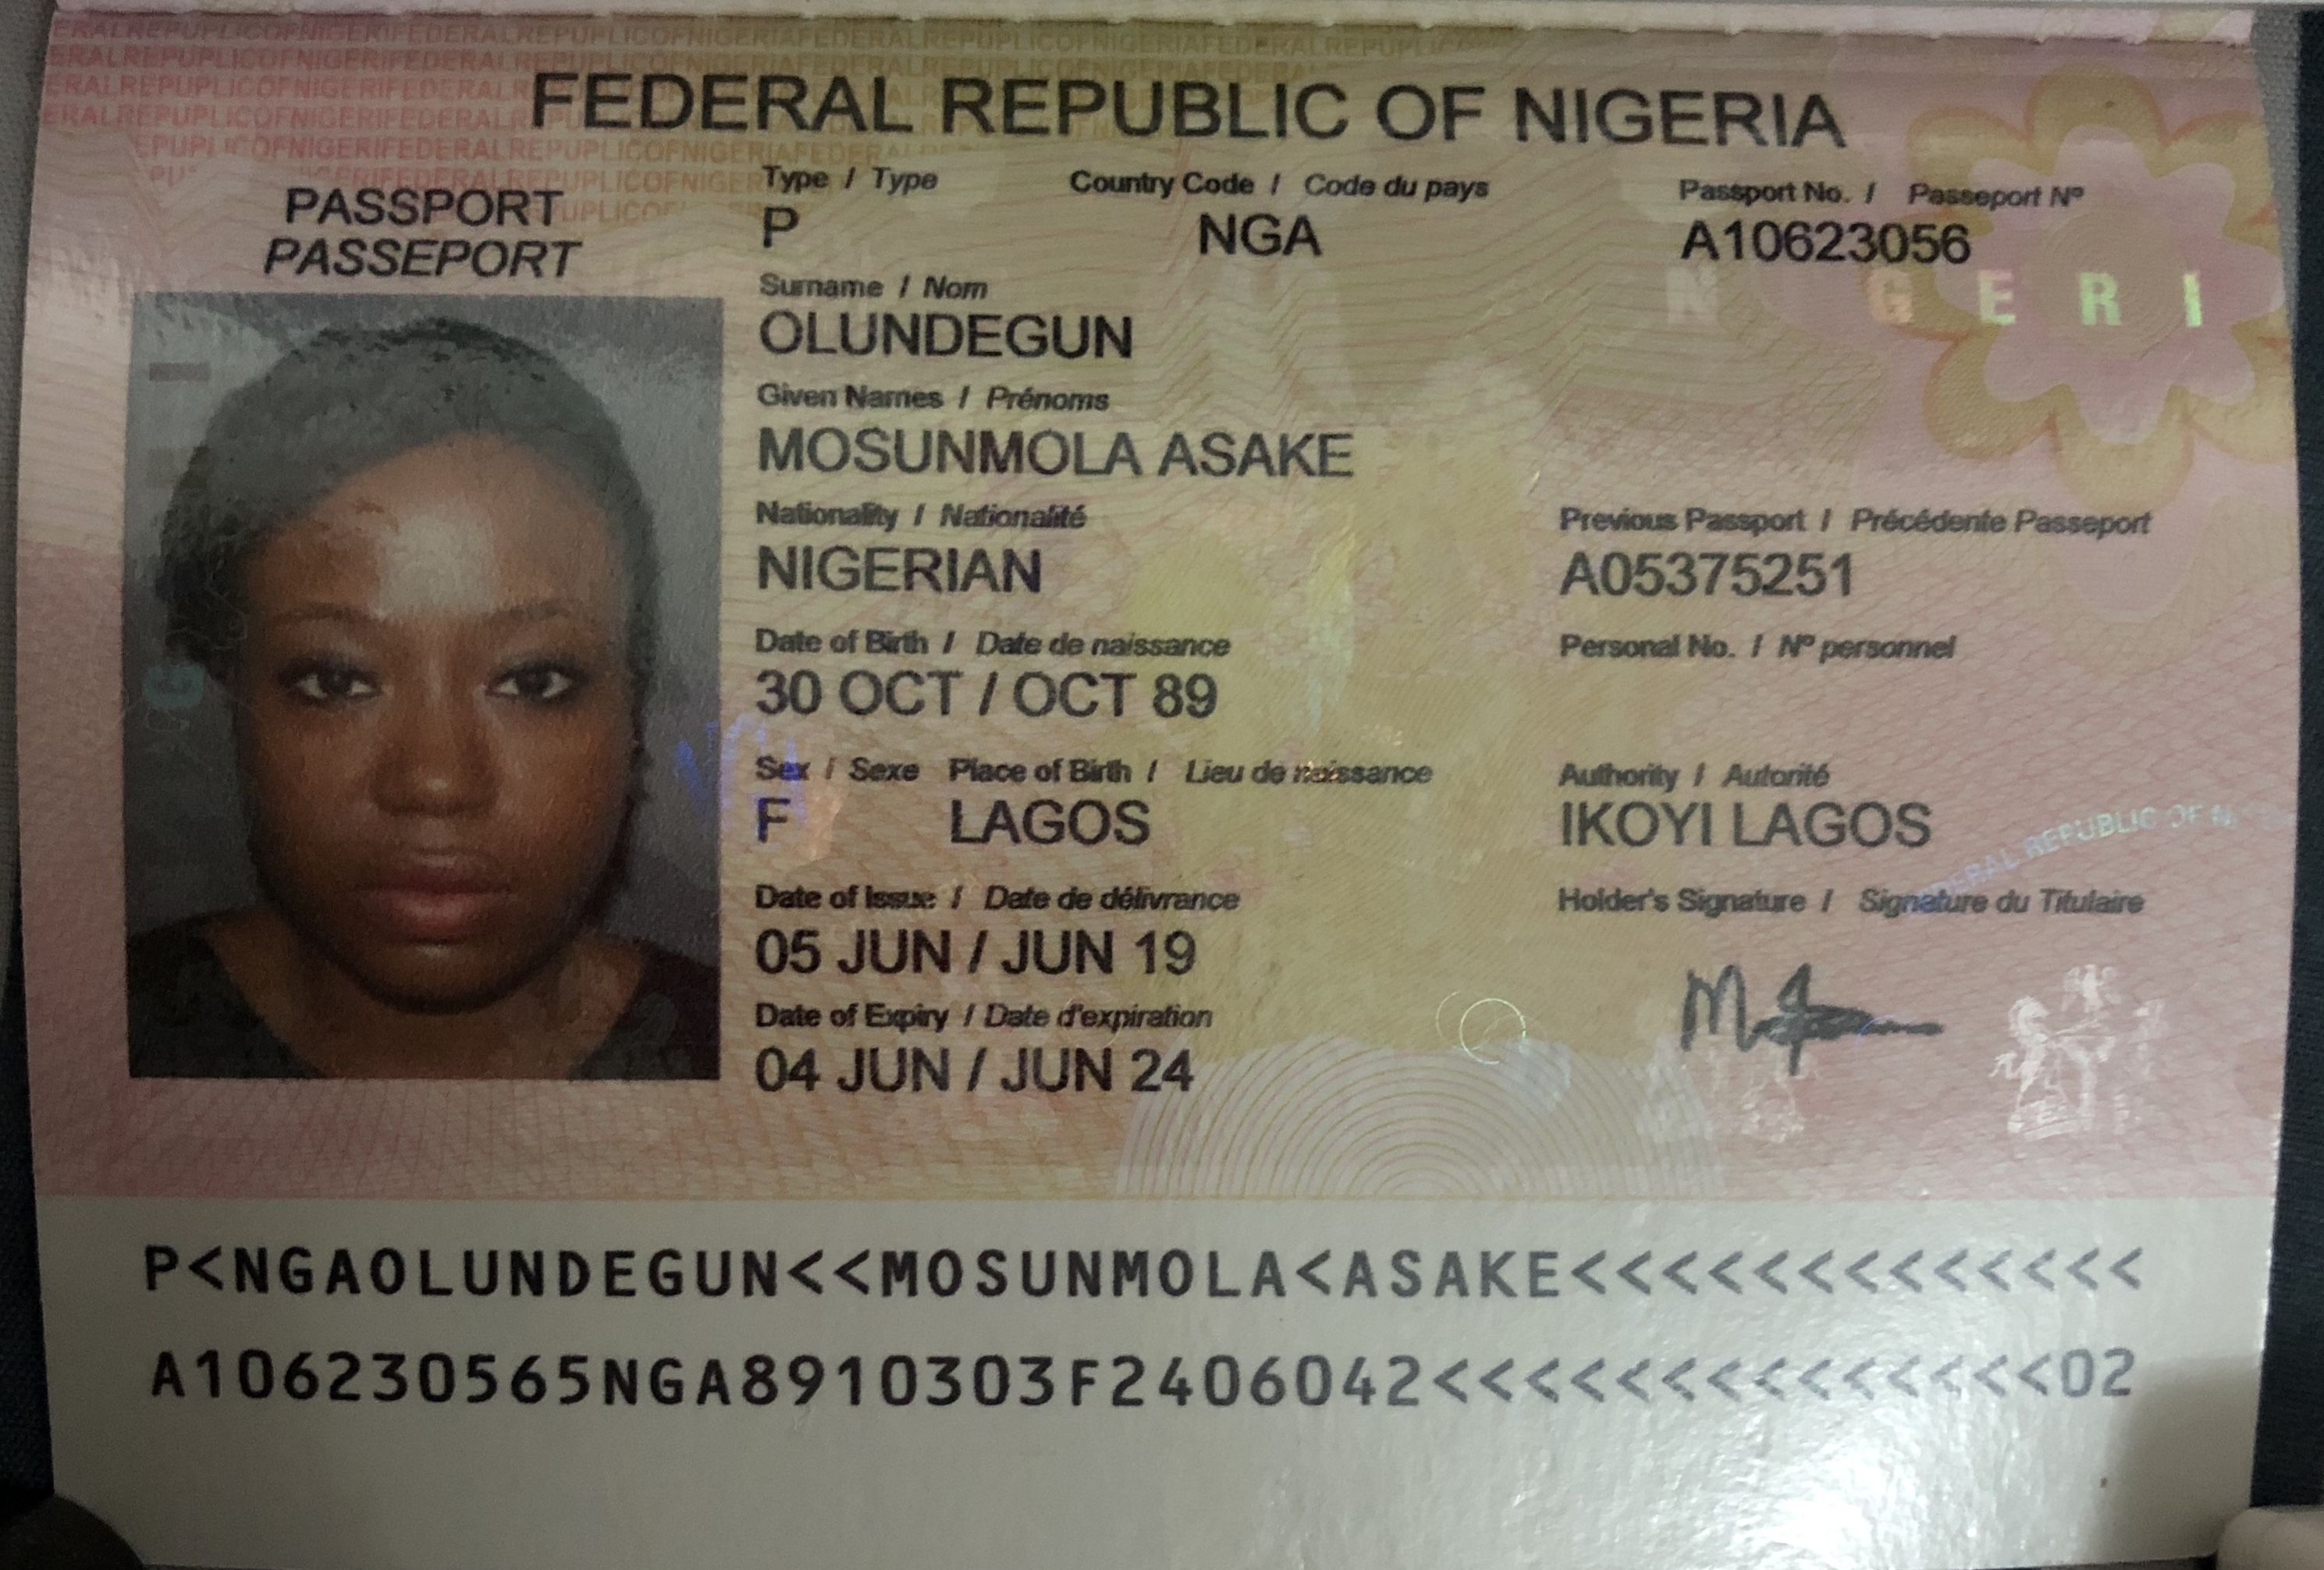 FEDERAL REPUBLIC OF NIGERIA
PASSPORT
PASSEPORT
Type / Type
P
Country Code / Code du pays
NGA
Passport No. / Passeport Nº
A10623056
N GERI
Surname / Nom
OLUNDEGUN
Given Names / Prénoms
MOSUNMOLA ASAKE
Nationality / Nationalité
NIGERIAN
Previous Passport / Précédente Passeport
A05375251
Date of Birth / Date de naissance
30 OCT / OCT 89
Personal No. / Nº personnel
Sex / Sexe
F
Place of Birth / Lieu de naissance
LAGOS
Authority / Autorité
IKOYI LAGOS
Date of Issue / Date de délivrance
05 JUN / JUN 19
Holder's Signature / Signature du Titulaire
Date of Expiry / Date d'expiration
04 JUN / JUN 24
P<NGAOLUNDEGUN<<MOSUNMOLA<ASAKE<<<<<<<<<<<<<
A106230565NGA8910303F2406042<<<<<<<<<<<<<<02